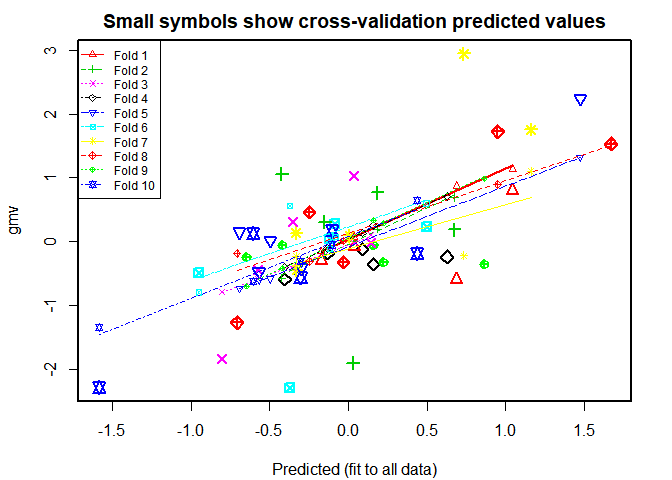 Small symbols show cross-validation predicted values
Fold 1
Fold 2
Fold 3
Fold 4
Fold 5
Fold 6
Fold 7
Fold 8
Fold 9
Fold 10
3
2
1
0
-1
-2
gmv
-1.5 -1.0 -0.5 0.0 0.5 1.0 1.5
Predicted (fit to all data)